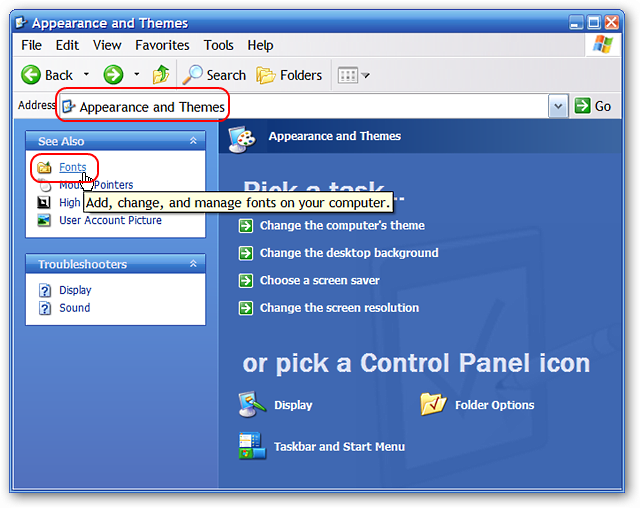 Appearance and Themes
File Edit View Favorites Tools Help
Back Search Folders
Address Appearance and Themes Go
See Also
Fonts
Pointers
High
User Account Picture
Add, change, and manage fonts on your computer.
Troubleshooters
Display
Sound
Appearance and Themes
Pick a task...
Change the computer's theme
Change the desktop background
Choose a screen saver
Change the screen resolution
or pick a Control Panel icon
Display Folder Options
Taskbar and Start Menu